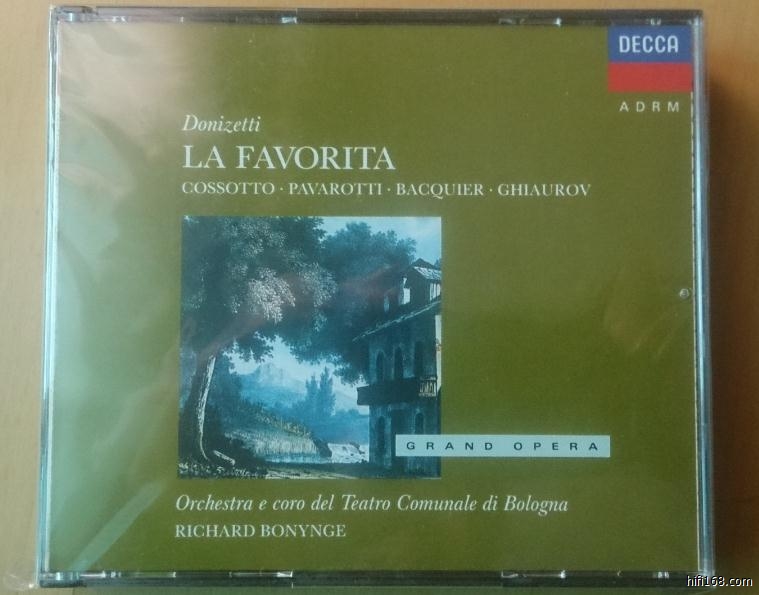 DECCA
ADRM
Donizetti
LA FAVORITA
COSSOTTO · PAVAROTTI · BACQUIER · GHIAUROV
GRAND OPERA
Orchestra e coro del Teatro Comunale di Bologna
RICHARD BONYNGE
hifi168.com